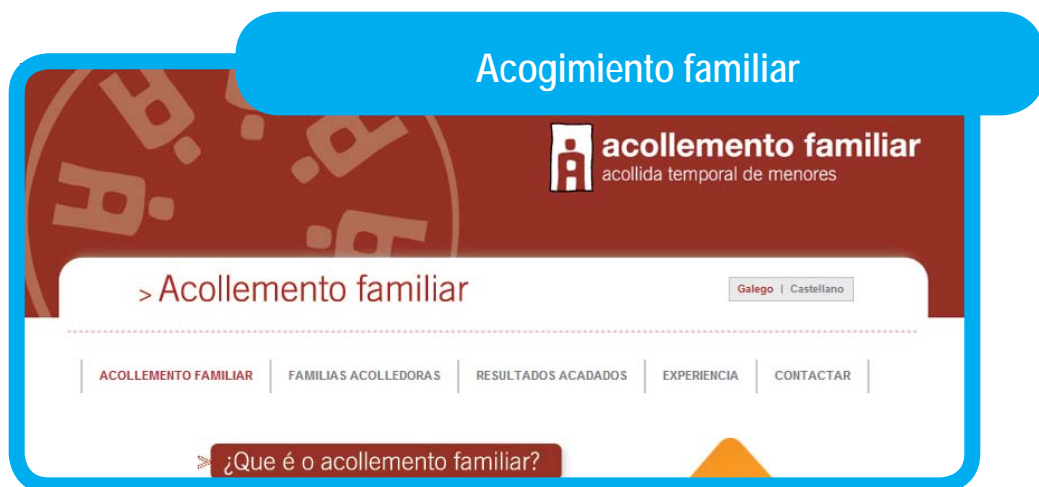 Acogimiento familiar
acollemento familiar
acollida temporal de menores
> Acollemento familiar
Galego | Castellano
ACOLLEMENTO FAMILIAR
FAMILIAS ACOLLEDORAS
RESULTADOS ACADADOS
EXPERIENCIA
CONTACTAR
> ¿Que é o acollemento familiar?